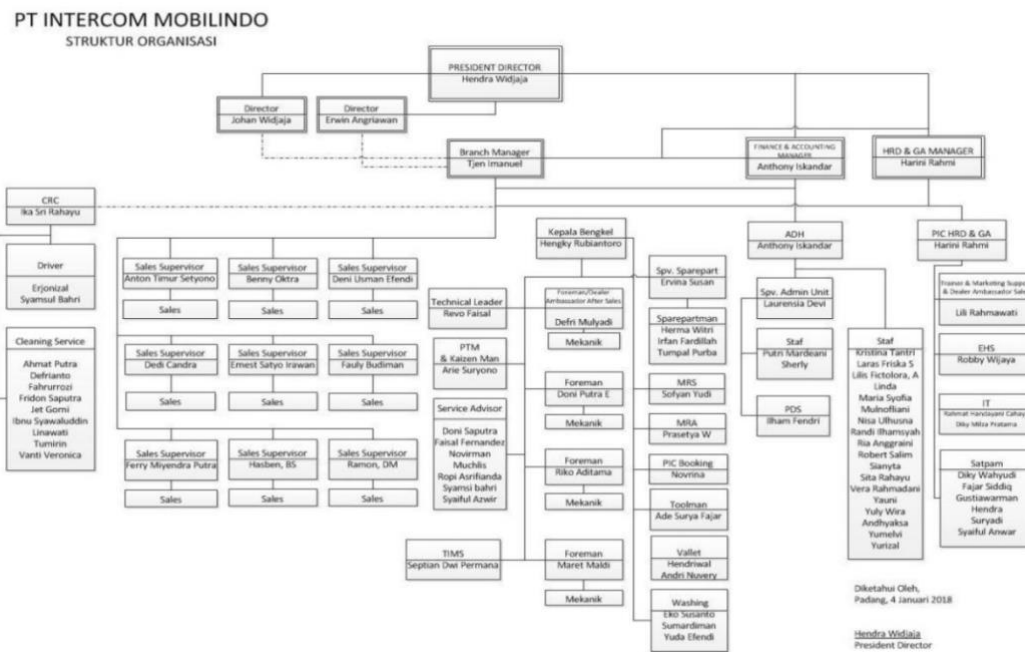 PT INTERCOM MOBILINDO
STRUKTUR ORGANISASI
PRESIDENT DIRECTOR
Hendra Widjaja
Director
Johan Widjaja
Director
Erwin Angriawan
Branch Manager
Tjen Imanuel
FINANCE & ACCOUNTING
MANAGER
Anthony Iskandar
HRD & GA MANAGER
Harini Rahmi
CRC
Ika Sri Rahayu
Driver
Erjonizal
Syamsul Bahri
Cleaning Service
Ahmat Putra
Defrianto
Fahrurrozi
Fridon Saputra
Jet Gomi
Ibnu Syawaluddin
Linawati
Tumirin
Vanti Veronica
Sales Supervisor
Anton Timur Setyono
Sales
Sales Supervisor
Benny Oktra
Sales
Sales Supervisor
Deni Usman Efendi
Sales
Sales Supervisor
Dedi Candra
Sales
Sales Supervisor
Ernest Satyo Irawan
Sales
Sales Supervisor
Fauly Budiman
Sales
Sales Supervisor
Ferry Miyendra Putra
Sales
Sales Supervisor
Hasben, BS
Sales
Sales Supervisor
Ramon, DM
Sales
Kepala Bengkel
Hengky Rubiantoro
Technical Leader
Revo Faisal
PTM
& Kaizen Man
Arie Suryono
Service Advisor
Doni Saputra
Faisal Fernandez
Novirman
Muchlis
Ropi Asrifianda
Syamsi bahri
Syaiful Azwir
TIMS
Septian Dwi Permana
Foreman/Dealer
Ambassador After Sales
Defri Mulyadi
Mekanik
Foreman
Doni Putra E
Mekanik
Foreman
Riko Aditama
Mekanik
Foreman
Maret Maldi
Mekanik
Spv. Sparepart
Ervina Susan
Sparepartman
Herma Witri
Irfan Fardillah
Tumpal Purba
MRS
Sofyan Yudi
MRA
Prasetya W
PIC Booking
Novrina
Toolman
Ade Surya Fajar
Vallet
Hendriwal
Andri Nuvery
Washing
Eko Susanto
Sumardiman
Yuda Efendi
ADH
Anthony Iskandar
Spv. Admin Unit
Laurensia Devi
Staf
Putri Mardeani
Sherly
PDS
Ilham Fendri
Staf
Kristina Tantri
Laras Friska S
Lilis Fictolora, A
Linda
Maria Syofia
Mulnofliani
Nisa Ulhusna
Randi Ilhamsyah
Ria Anggraini
Robert Salim
Sianyta
Sita Rahayu
Vera Rahmadani
Yauni
Yuly Wira
Andhyaksa
Yumelvi
Yurizal
PIC HRD & GA
Harini Rahmi
& Marketing
& Dealer Ambassador
Lili Rahmawati
EHS
Robby Wijaya
IT
Rahmat Handayani
Diky Milza Pratama
Satpam
Diky Wahyudi
Fajar Siddiq
Gustiawarman
Hendra
Suryadi
Syaiful Anwar
Diketahui Oleh,
Padang, 4 Januari 2018
Hendra Widjaja
President Director